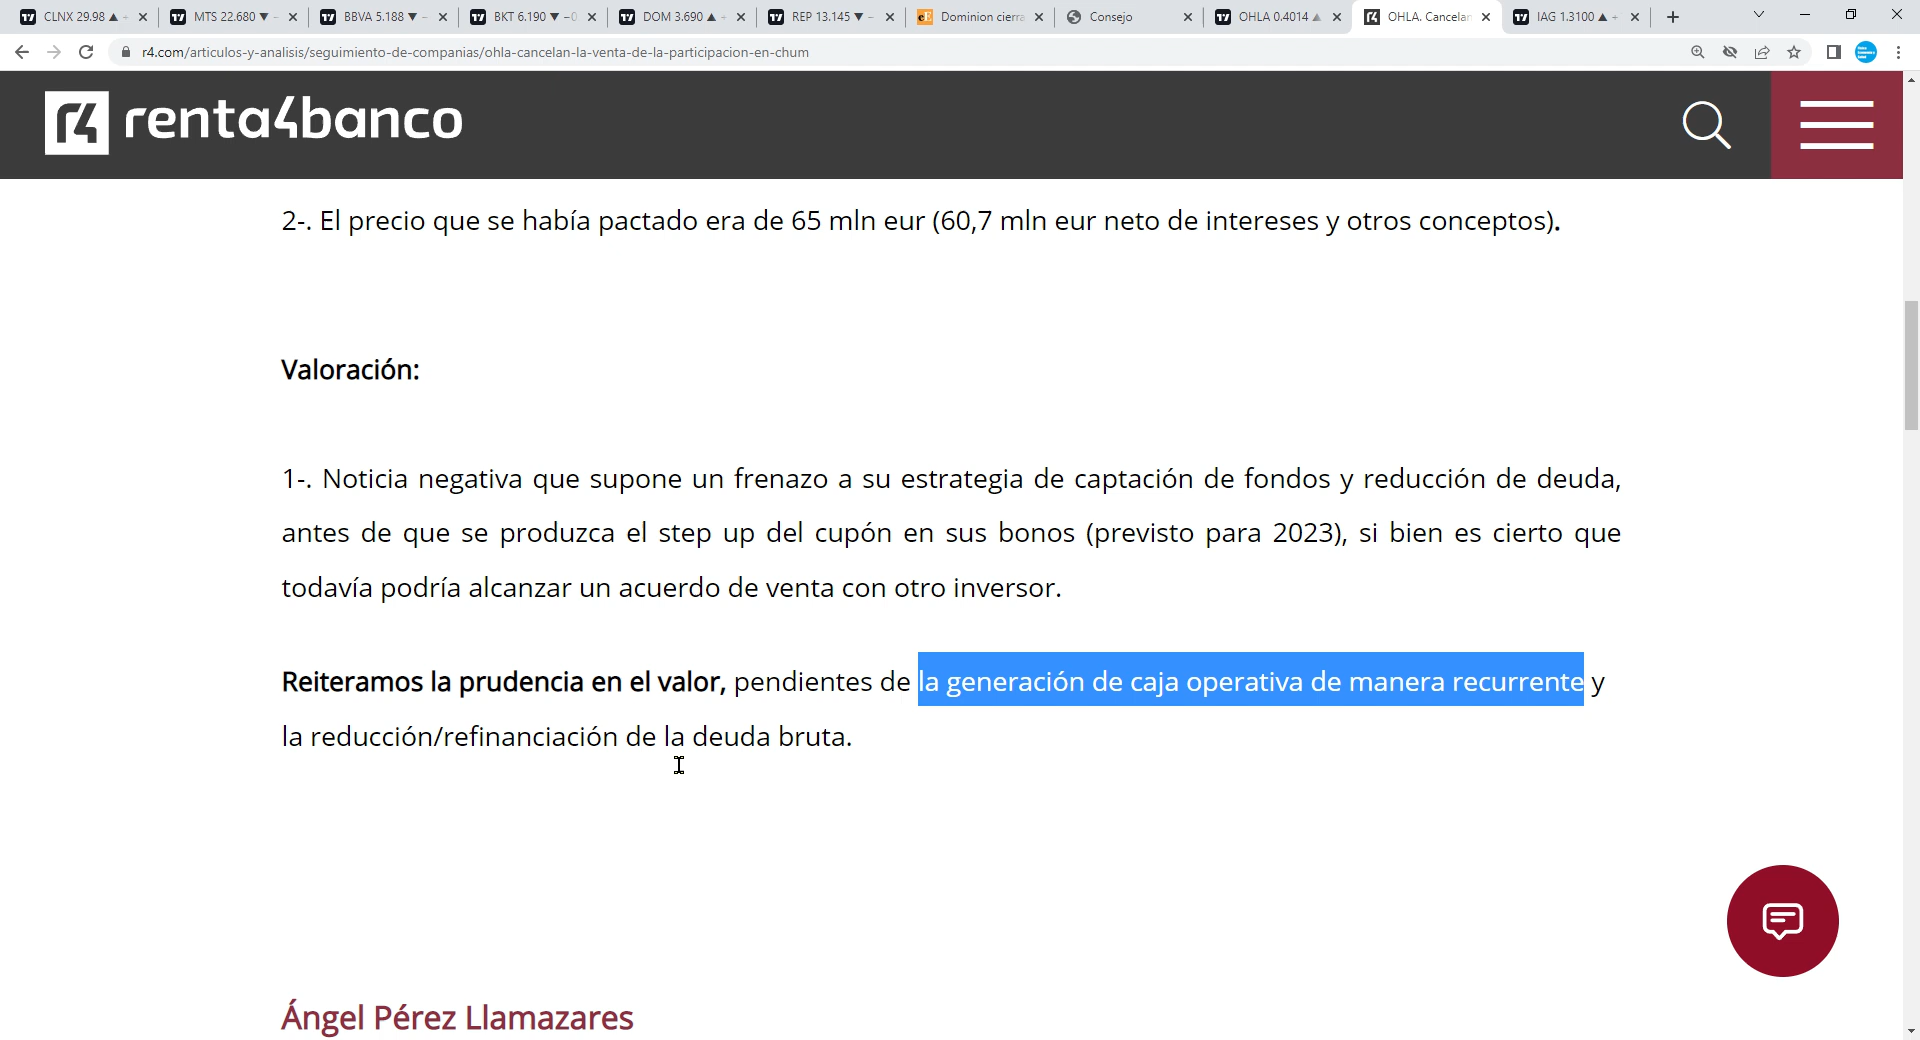 CLNX 29.98 ▲
MTS 22.680 ▼ −
BBVA 5.188 ▼ −
BKT 6.190 ▼ −0
DOM 3.690 ▲ +
REP 13.145 ▼ −
Dominion cierra
Consejo
OHLA 0.4014 ▲
OHLA. Cancelan
IAG 1.3100 ▲ +
r4.com/articulos-y-analisis/seguimiento-de-companias/ohla-cancelan-la-venta-de-la-participacion-en-chum
r4 renta4banco
2-. El precio que se había pactado era de 65 mln eur (60,7 mln eur neto de intereses y otros conceptos).
Valoración:
1-. Noticia negativa que supone un frenazo a su estrategia de captación de fondos y reducción de deuda,
antes de que se produzca el step up del cupón en sus bonos (previsto para 2023), si bien es cierto que
todavía podría alcanzar un acuerdo de venta con otro inversor.
Reiteramos la prudencia en el valor, pendientes de la generación de caja operativa de manera recurrente y
la reducción/refinanciación de la deuda bruta.
Ángel Pérez Llamazares